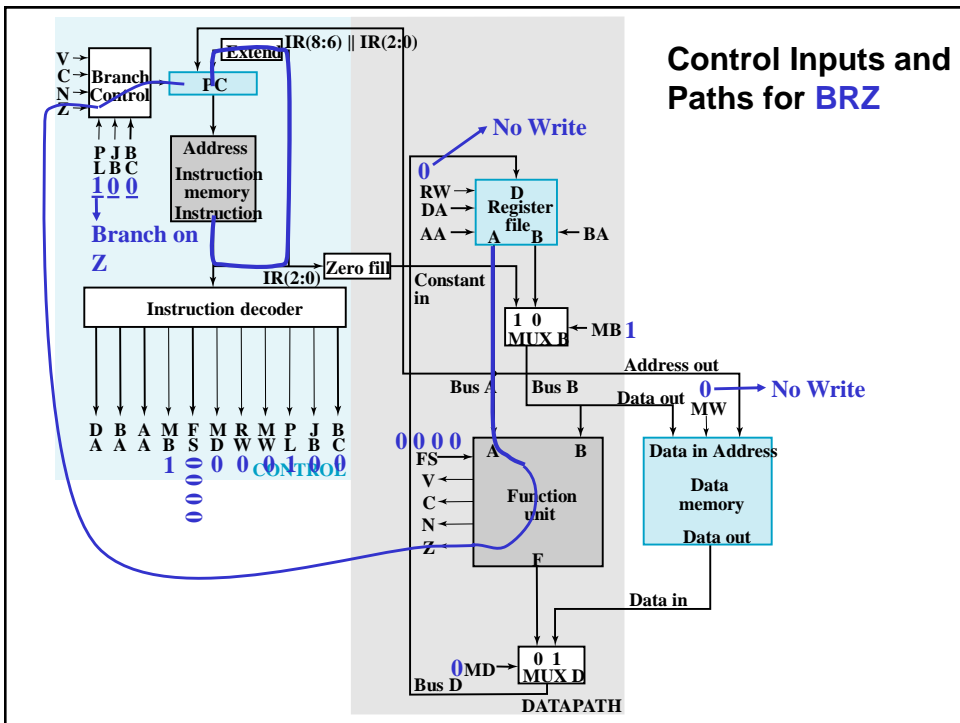 Control Inputs and
Paths for BRZ
IR(8:6) || IR(2:0)
Extend
V
C
N
Z
Branch
Control
PC
P J B
L B C
1 0 0
Branch on
Z
Address
Instruction
memory
Instruction
No Write
0
RW
DA
AA
D
Register
file
A B
BA
IR(2:0)
Zero fill
Constant
in
Instruction decoder
1 0
MUX B
MB 1
Address out
Bus A
Bus B
Data out
0
No Write
MW
D B A M F M R M P J B
A A A B S D W W L B C
1 0 0 0 0 0 0 0 1 0 0
CONTROL
0 0 0 0
FS
V
C
N
Z
A B
Function
unit
F
Data in Address
Data
memory
Data out
Data in
0 MD
0 1
MUX D
Bus D
DATAPATH